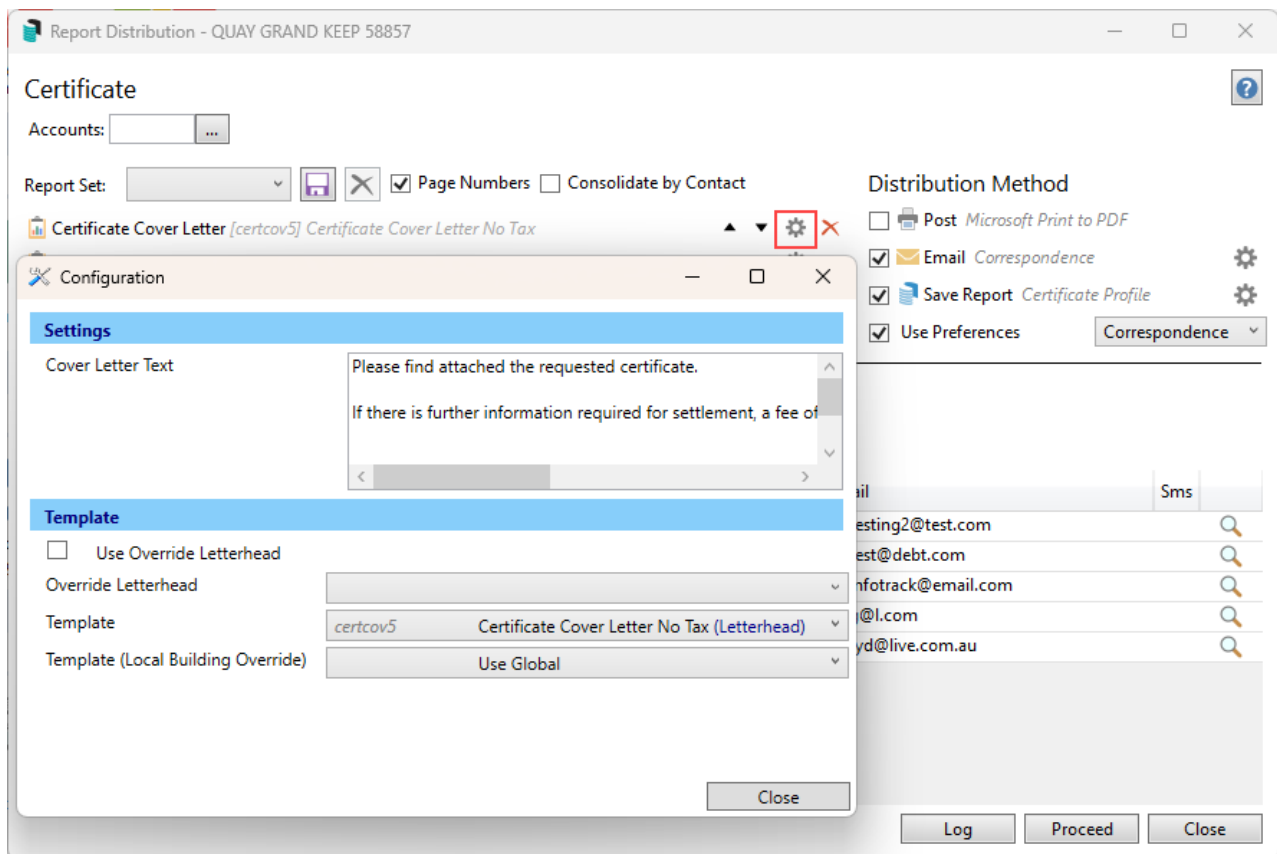 Report Distribution - QUAY GRAND KEEP 58857
Certificate
Accounts:
...
Report Set:
Page Numbers
Consolidate by Contact
Certificate Cover Letter [certcov5] Certificate Cover Letter No Tax
Distribution Method
Post Microsoft Print to PDF
Email Correspondence
Save Report Certificate Profile
Use Preferences
Correspondence
Configuration
Settings
Cover Letter Text
Please find attached the requested certificate.
If there is further information required for settlement, a fee of
Template
Use Override Letterhead
Override Letterhead
Template
certcov5 Certificate Cover Letter No Tax (Letterhead)
Template (Local Building Override)
Use Global
Close
ail
Sms
esting2@test.com
est@debt.com
nfotrack@email.com
@l.com
yd@live.com.au
Log
Proceed
Close